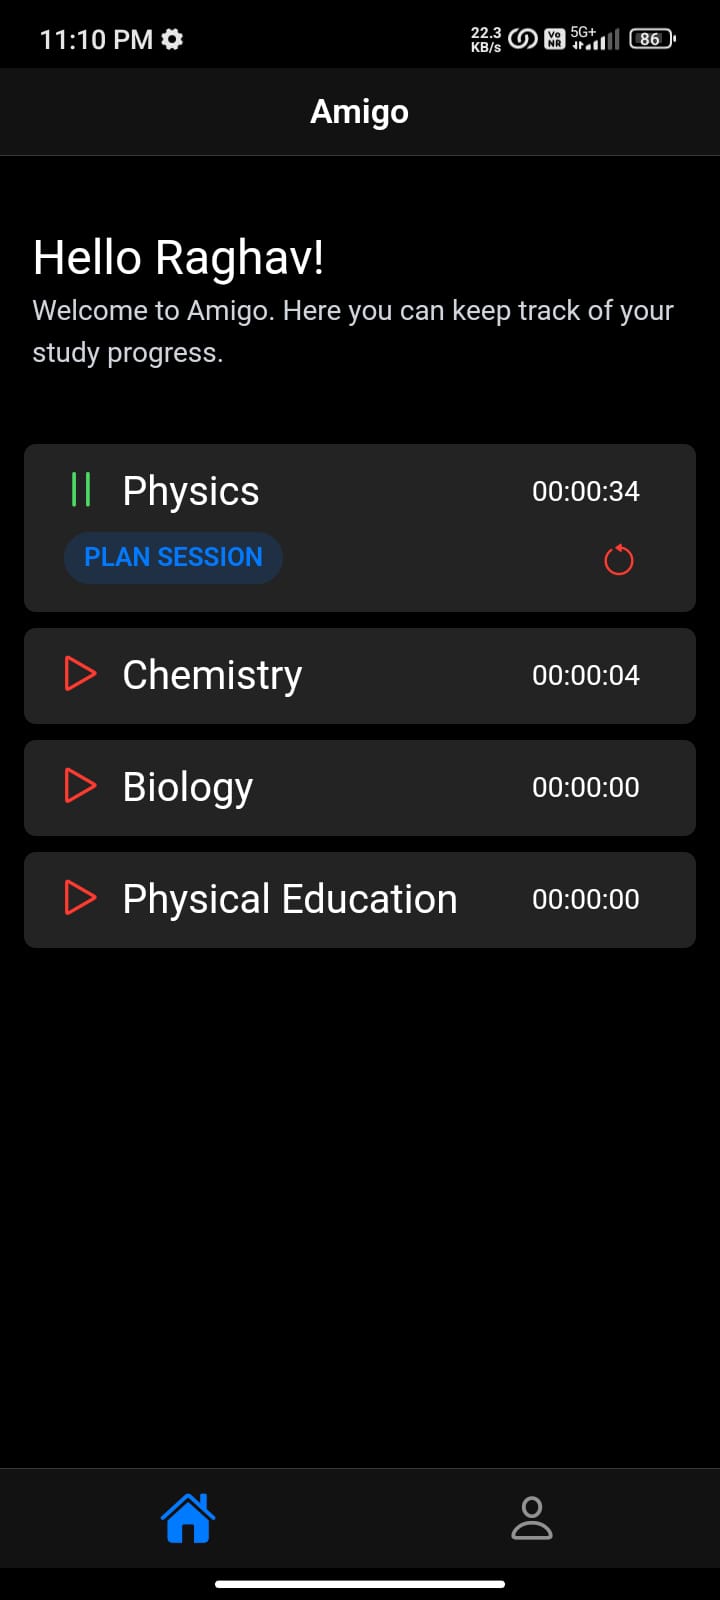 11:10 PM
22.3
KB/s
Vo
NR
5G+
86
Amigo
Hello Raghav!
Welcome to Amigo. Here you can keep track of your
study progress.
Physics 00:00:34
PLAN SESSION
Chemistry 00:00:04
Biology 00:00:00
Physical Education 00:00:00